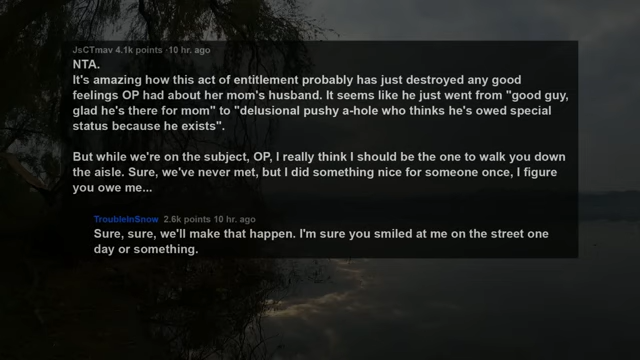 JsCTmav 4.1k points · 10 hr. ago
NTA.
It's amazing how this act of entitlement probably has just destroyed any good
feelings OP had about her mom's husband. It seems like he just went from "good guy,
glad he's there for mom" to "delusional pushy a-hole who thinks he's owed special
status because he exists".
But while we're on the subject, OP, I really think I should be the one to walk you down
the aisle. Sure, we've never met, but I did something nice for someone once, I figure
you owe me...
TroubleInSnow 2.6k points 10 hr. ago
Sure, sure, we'll make that happen. I'm sure you smiled at me on the street one
day or something.